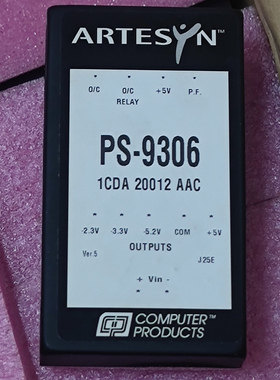 ARTESYN™
O/C O/C +5V P.F.
RELAY
PS-9306
1CDA 20012 AAC
-2.3V -3.3V -5.2V COM +5V
OUTPUTS
Ver.5 J25E
+ Vin -
COMPUTER
PRODUCTS